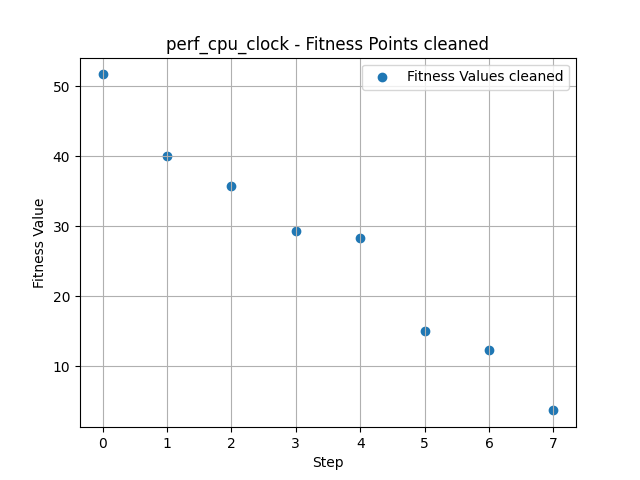 perf_cpu_clock - Fitness Points cleaned
Fitness Values cleaned
Fitness Value
50
40
30
20
10
0 1 2 3 4 5 6 7
Step